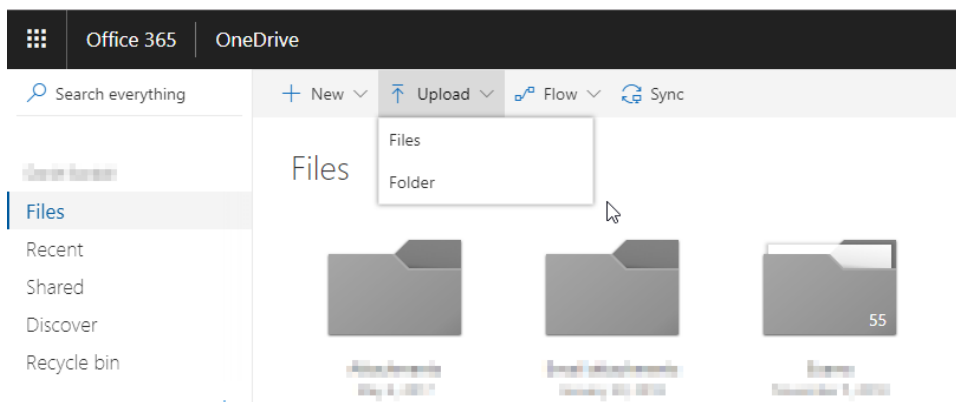 Office 365 OneDrive
Search everything
New Upload Flow Sync
Files
Folder
Files
Files
Recent
Shared
Discover
Recycle bin
55